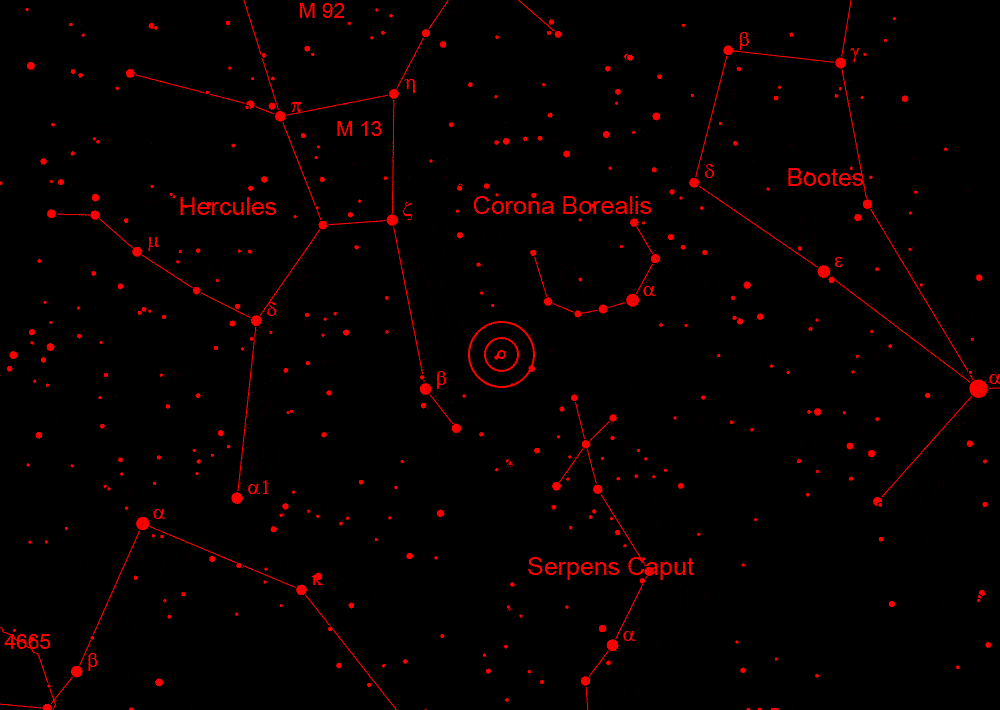 M 92
β
γ
η
π
M 13
δ
Bootes
Hercules
ζ
Corona Borealis
μ
ε
α
δ
β
α
α1
α
Serpens Caput
κ
α
4665
β